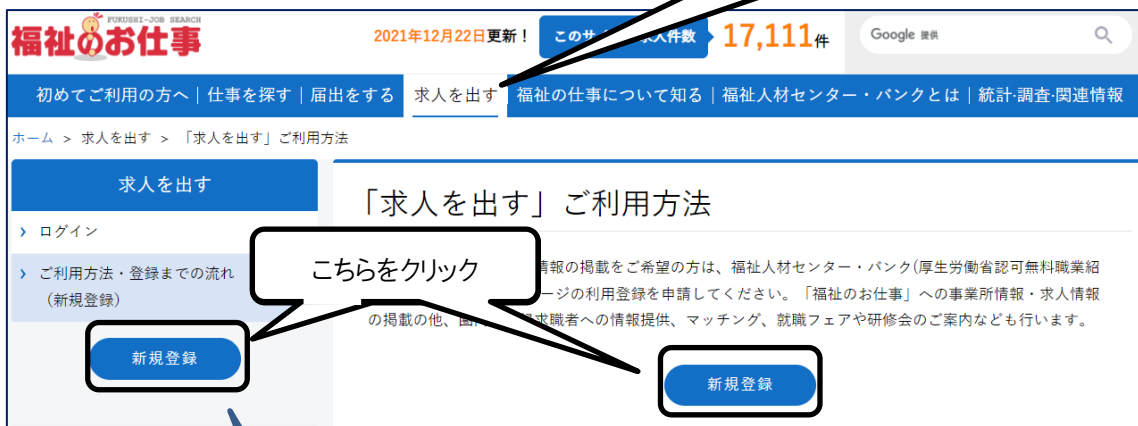 FUKUSHI-JOB SEARCH
福祉のお仕事
2021年12月22日更新！
このサ 求人件数
17,111件
Google 提供
初めてご利用の方へ｜仕事を探す｜届出をする 求人を出す 福祉の仕事について知る｜福祉人材センター・バンクとは｜統計・調査・関連情報
ホーム > 求人を出す > 「求人を出す」ご利用方法
求人を出す
ログイン
ご利用方法・登録までの流れ
（新規登録）
新規登録
「求人を出す」ご利用方法
こちらをクリック
情報の掲載をご希望の方は、福祉人材センター・バンク(厚生労働省認可無料職業紹
ージの利用登録を申請してください。「福祉のお仕事」への事業所情報・求人情報
の掲載の他、 求職者への情報提供、マッチング、就職フェアや研修会のご案内なども行います。
新規登録